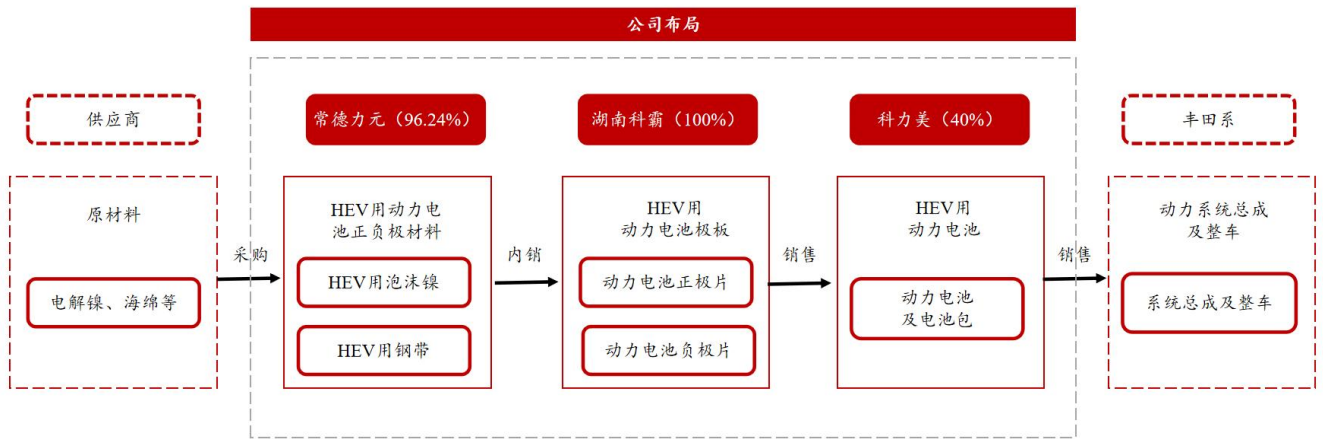 公司布局
供应商
常德力元（96.24%）
湖南科霸（100%）
科力美（40%）
丰田系
原材料
电解镍、海绵等
采购
HEV用动力电
池正负极材料
HEV用泡沫镍
HEV用钢带
内销
HEV用
动力电池极板
动力电池正极片
动力电池负极片
销售
HEV用
动力电池
动力电池
及电池包
销售
动力系统总成
及整车
系统总成及整车